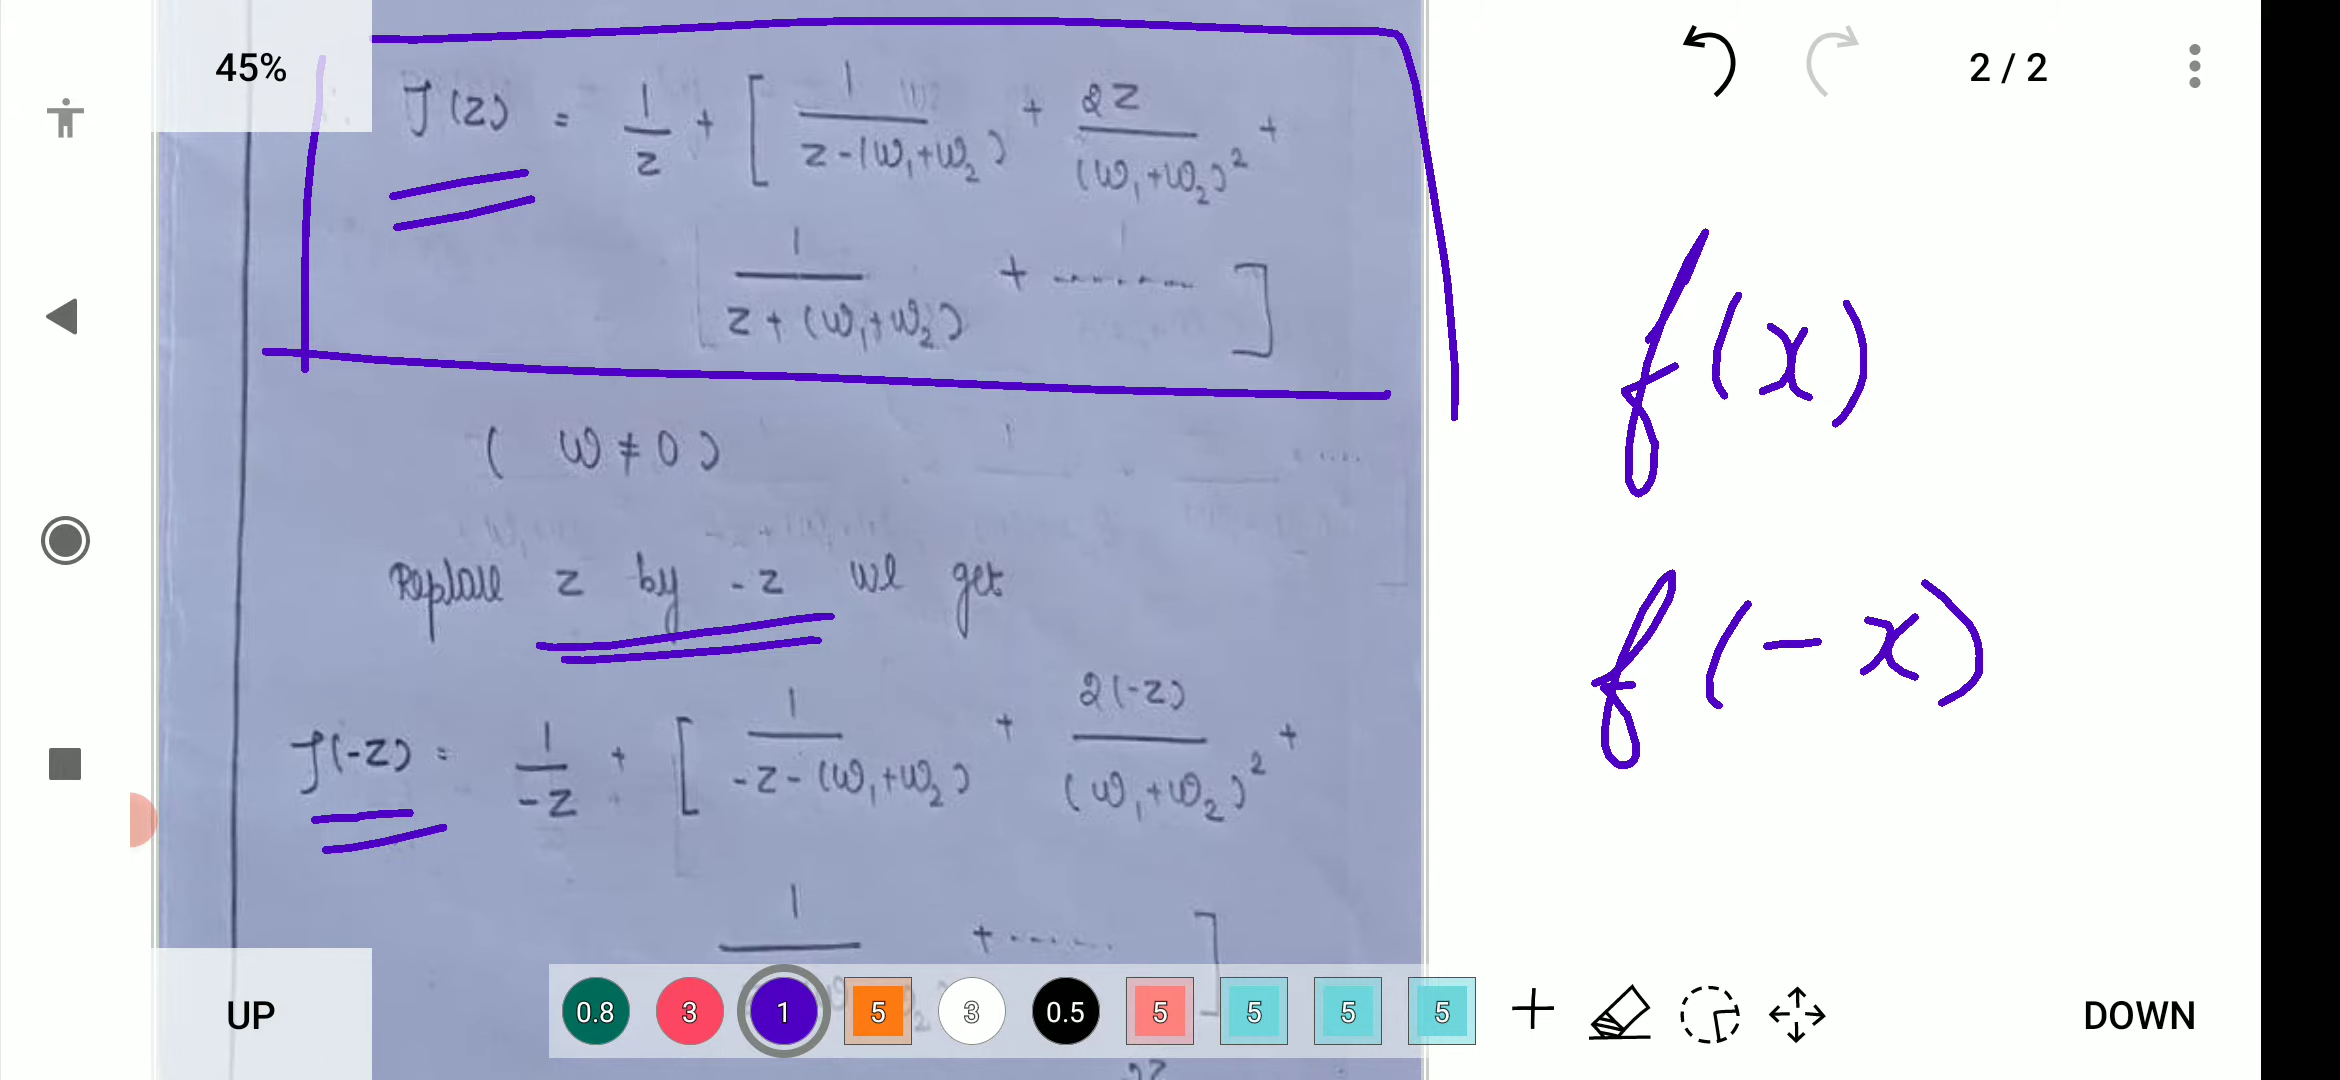 45%
2 / 2
J(z) = 1/z + [ 1/(z-(ω₁+ω₂)) + 2z/(ω₁+ω₂)² +
1/(z+(ω₁+ω₂)) + ........ ]
( ω ≠ 0 )
Replace z by -z we get
J(-z) = 1/-z + [ 1/(-z-(ω₁+ω₂)) + 2(-z)/(ω₁+ω₂)² +
1 + ...... ]
f(x)
f(-x)
UP
0.8 3 1 5 3 0.5 5 5 5 5
DOWN